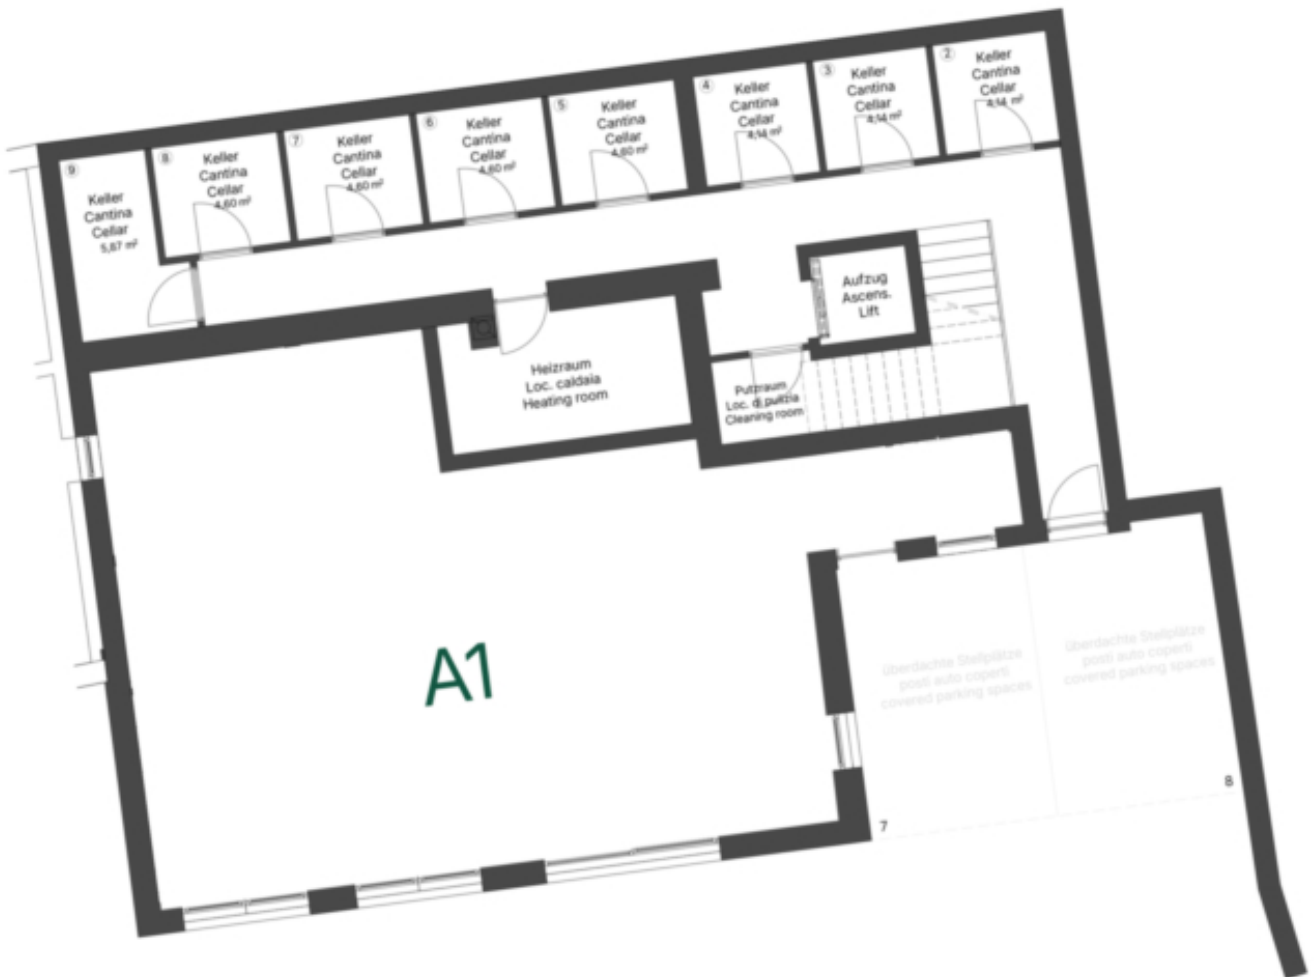 ②
Keller
Cantina
Cellar
4,14 m²
③
Keller
Cantina
Cellar
4,14 m²
④
Keller
Cantina
Cellar
4,14 m²
⑤
Keller
Cantina
Cellar
4,60 m²
⑥
Keller
Cantina
Cellar
4,60 m²
⑦
Keller
Cantina
Cellar
4,60 m²
⑧
Keller
Cantina
Cellar
4,60 m²
⑨
Keller
Cantina
Cellar
5,87 m²
Aufzug
Ascens.
Lift
Heizraum
Loc. caldaia
Heating room
Putzraum
Loc. di pulizia
Cleaning room
A1
überdachte Stellplätze
posti auto coperti
covered parking spaces
7
überdachte Stellplätze
posti auto coperti
covered parking spaces
8